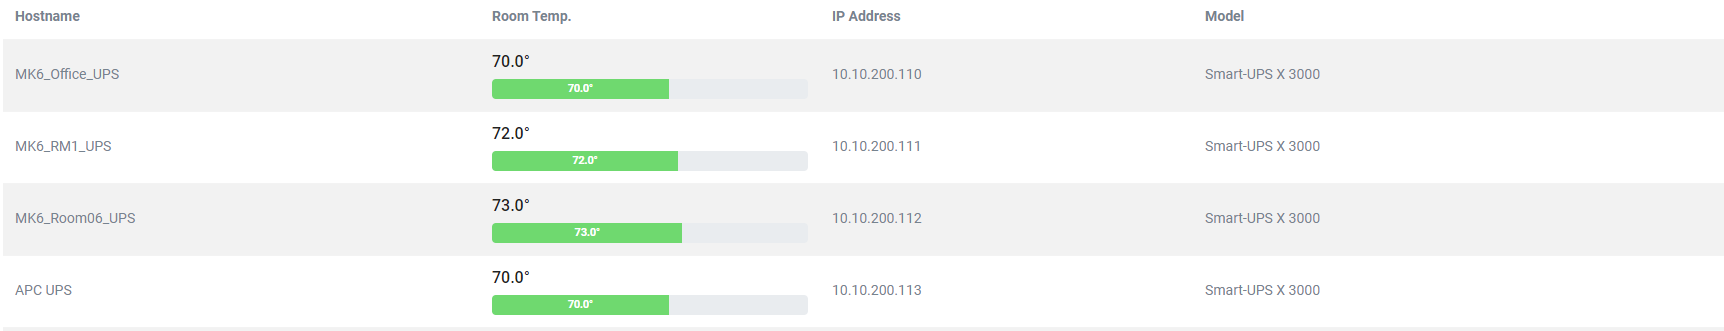 Hostname Room Temp. IP Address Model
70.0°
MK6_Office_UPS 70.0° 10.10.200.110 Smart-UPS X 3000
72.0°
MK6_RM1_UPS 72.0° 10.10.200.111 Smart-UPS X 3000
73.0°
MK6_Room06_UPS 73.0° 10.10.200.112 Smart-UPS X 3000
70.0°
APC UPS 70.0° 10.10.200.113 Smart-UPS X 3000